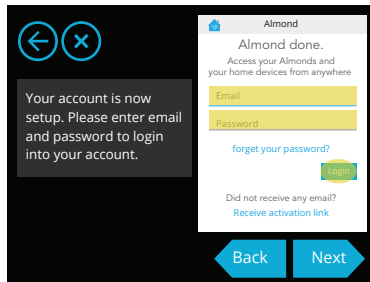 Your account is now
setup. Please enter email
and password to login
into your account.
Almond
Almond done.
Access your Almonds and
your home devices from anywhere
Email
Password
forget your password?
Login
Did not receive any email?
Receive activation link
Back
Next